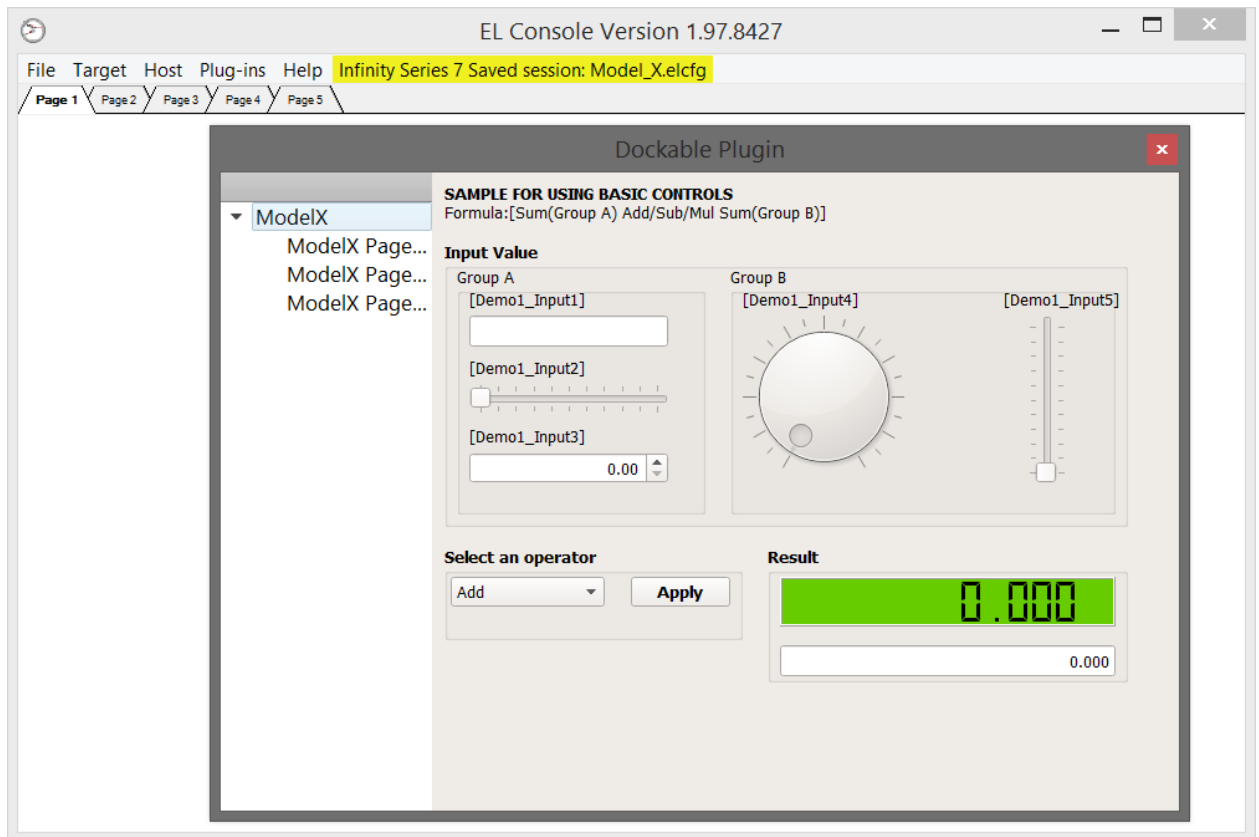 EL Console Version 1.97.8427
File Target Host Plug-ins Help Infinity Series 7 Saved session: Model_X.elcfg
Page 1 Page 2 Page 3 Page 4 Page 5
Dockable Plugin
ModelX
ModelX Page...
ModelX Page...
ModelX Page...
SAMPLE FOR USING BASIC CONTROLS
Formula:[Sum(Group A) Add/Sub/Mul Sum(Group B)]
Input Value
Group A
[Demo1_Input1]
[Demo1_Input2]
[Demo1_Input3]
0.00
Group B
[Demo1_Input4] [Demo1_Input5]
Select an operator
Add Apply
Result
0.000
0.000